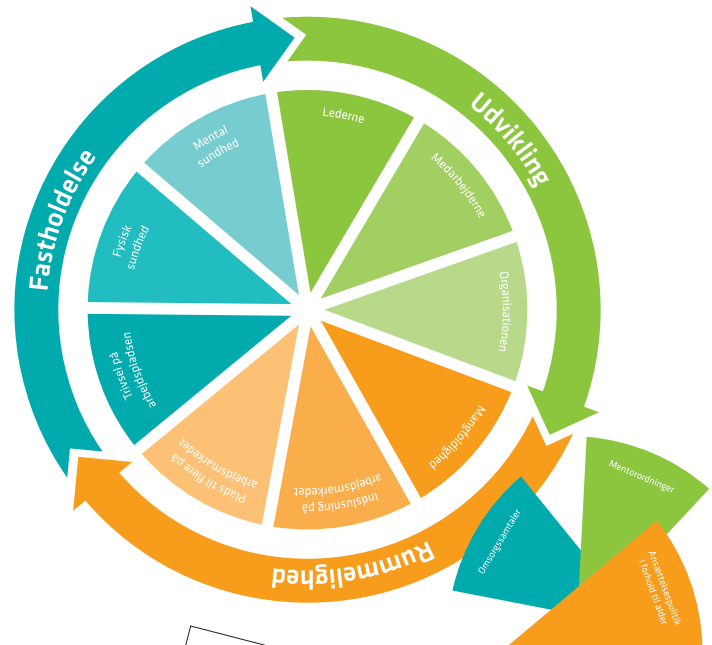 Udvikling
Lederne
Medarbejderne
Organisationen
Rummelighed
Mangfoldighed
Indslusning på
arbejdsmarkedet
Plads til flere på
arbejdsmarkedet
Fastholdelse
Trivsel på
arbejdspladsen
Fysisk
sundhed
Mental
sundhed
Mentorordninger
Omsorgssamtaler
Ansættelsespolitik
i forhold til alder